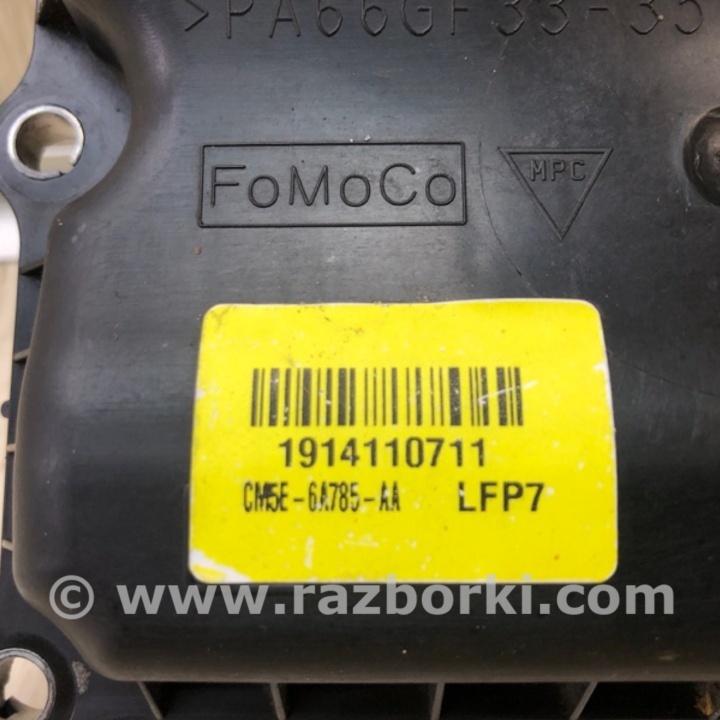 >PA66GF33-35
FoMoCo
MPC
1914110711
CM5E-6A785-AA LFP7
© www.razborki.com